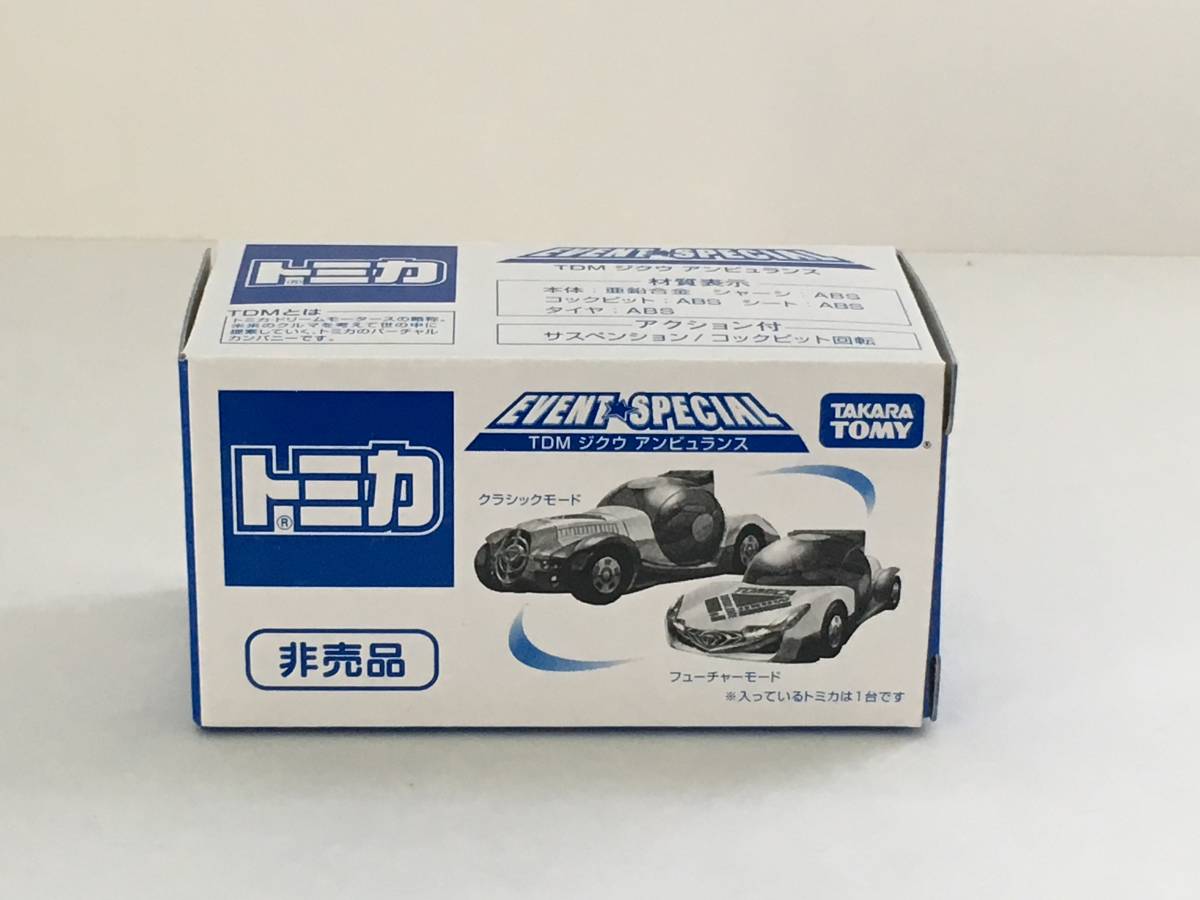 トミカ®
TDMとは
トミカ・ドリームモータースの略称。
未来のクルマを考えて世の中に
提案していく、トミカのバーチャル
カンパニーです。
EVENT★SPECIAL
TDM ジクウ アンビュランス
材質表示
本体：亜鉛合金 シャーシ：ABS
コックピット：ABS シート：ABS
タイヤ：ABS
アクション付
サスペンション/コックピット回転
トミカ®
EVENT★SPECIAL
TDM ジクウ アンビュランス
TAKARA
TOMY®
クラシックモード
フューチャーモード
非売品
※入っているトミカは1台です